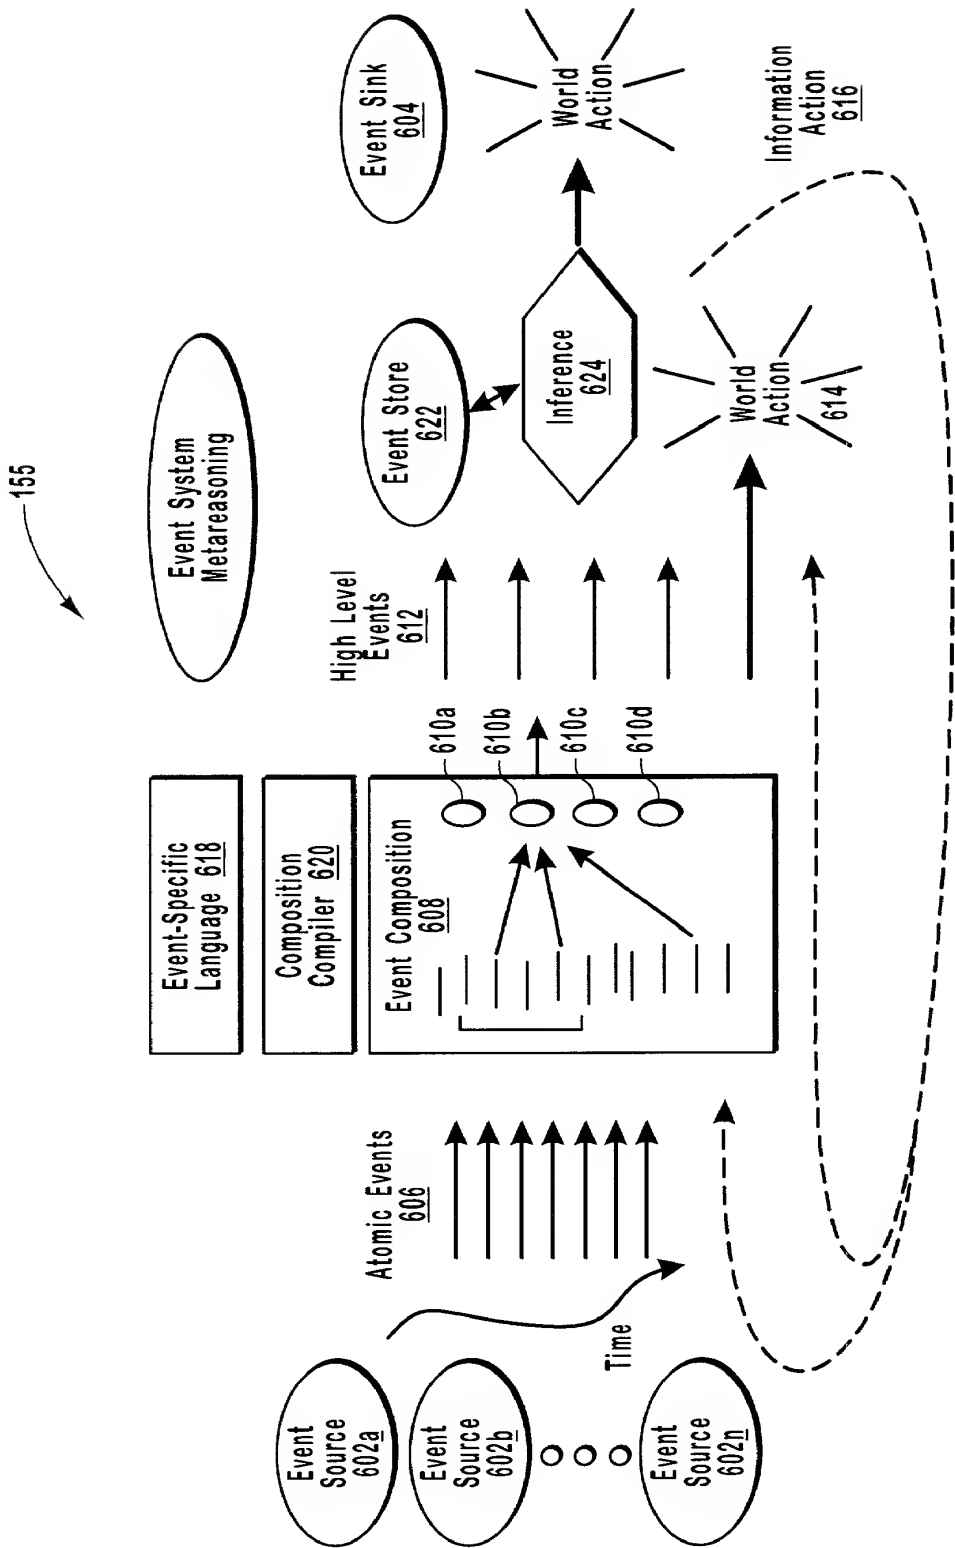 155
Event System
Metareasoning
Event-Specific
Language 618
Composition
Compiler 620
Event Composition
608
610a
610b
610c
610d
High Level
Events
612
Event Store
622
Event Sink
604
Inference
624
World
Action
World
Action
614
Information
Action
616
Atomic Events
606
Time
Event
Source
602a
Event
Source
602b
Event
Source
602n